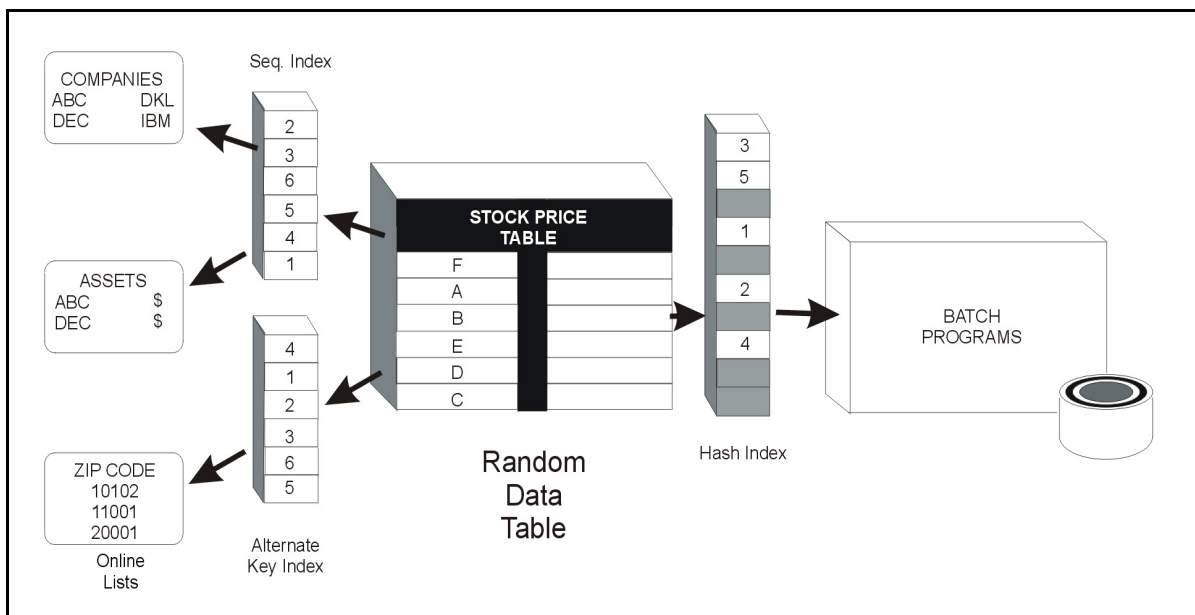 COMPANIES
ABC DKL
DEC IBM
ASSETS
ABC $
DEC $
ZIP CODE
10102
11001
20001
Online
Lists
Seq. Index
2
3
6
5
4
1
4
1
2
3
6
5
Alternate
Key Index
STOCK PRICE
TABLE
F
A
B
E
D
C
Random
Data
Table
3
5
1
2
4
Hash Index
BATCH
PROGRAMS